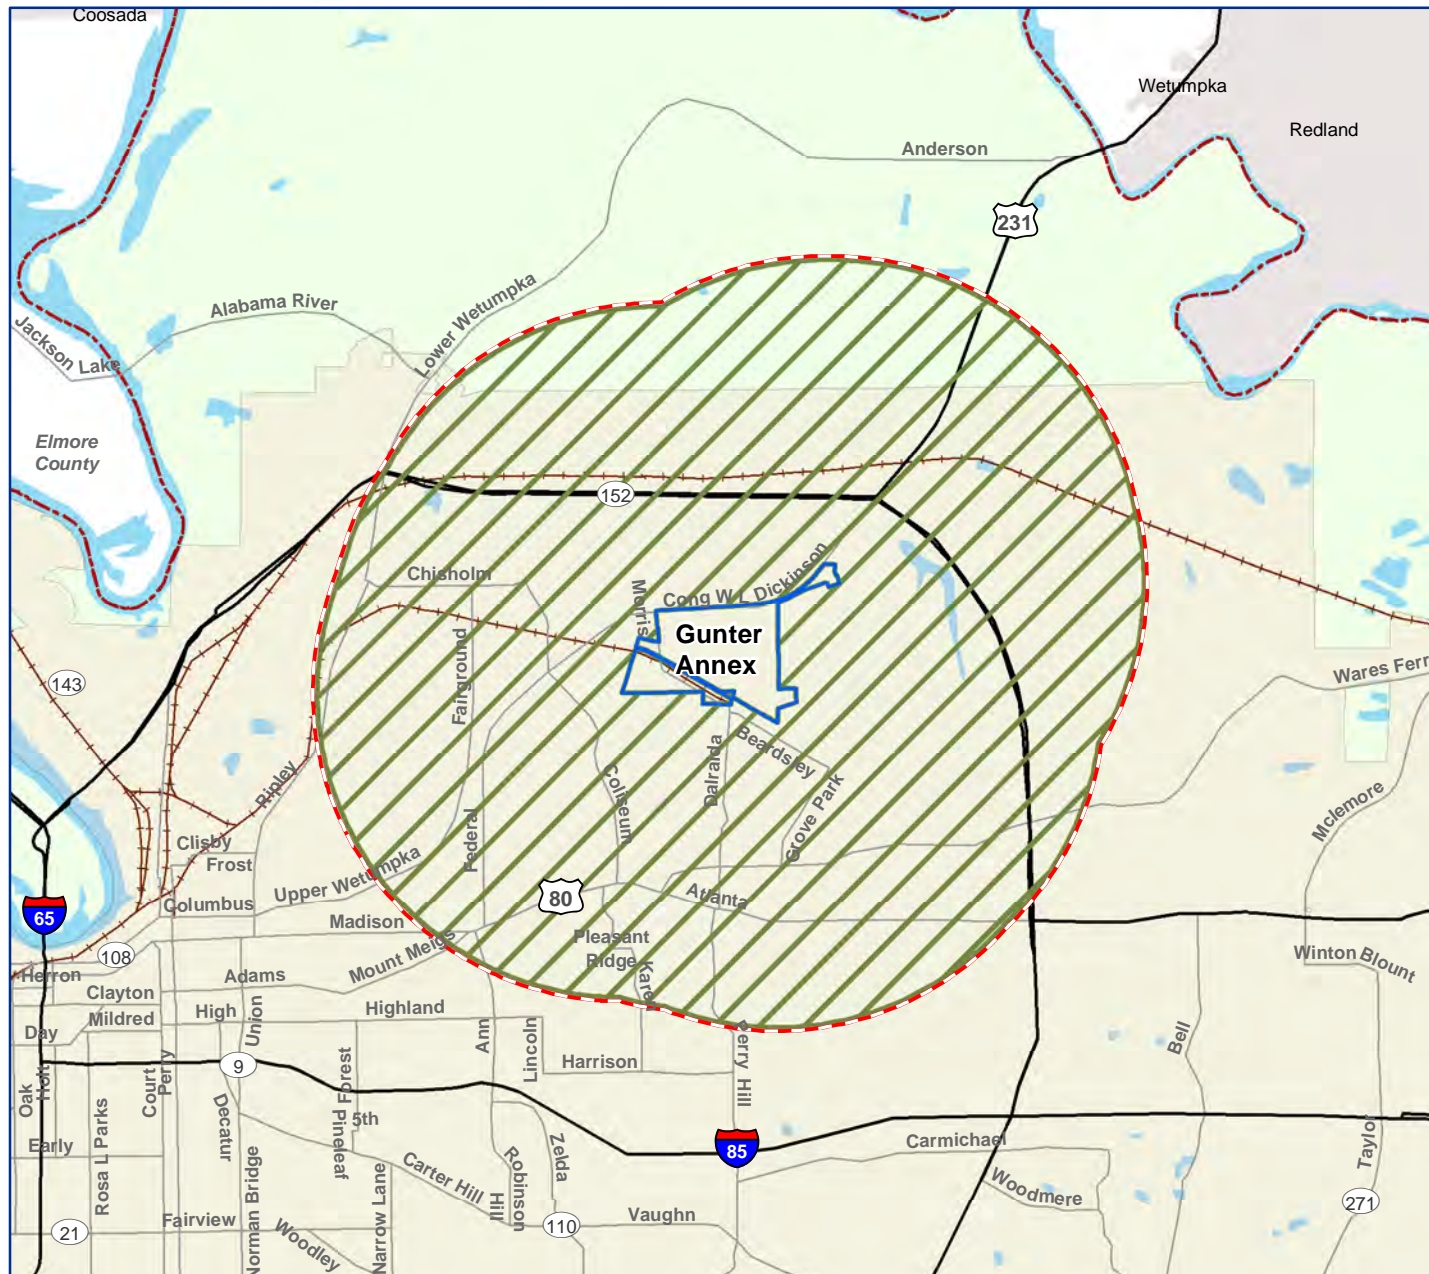 Coosada
Wetumpka
Redland
Anderson
231
Alabama River
Lower Wetumpka
Jackson Lake
Elmore
County
152
Chisholm
Morris
Cong W L Dickinson
Gunter
Annex
Fairground
143
Wares Ferr
Beardsley
Dalraida
Coliseum
Grove Park
Ripley
Mclemore
Clisby
Frost
Federal
Upper Wetumpka
80
Atlanta
Columbus
65
Madison
Pleasant
Ridge
Mount Meigs
108
Herron
Adams
Karen
Winton Blount
Clayton
Mildred
High
Highland
Union
Day
Ann
Lincoln
Perry Hill
Bell
9
Harrison
Forest
Oak
Holt
Court
Perry
Rosa L Parks
Decatur
5th
Pineleaf
85
Carmichael
Early
Zelda
Taylor
Carter Hill
Robinson
Hill
Woodmere
271
Norman Bridge
Narrow Lane
21
Fairview
Woodley
110
Vaughn